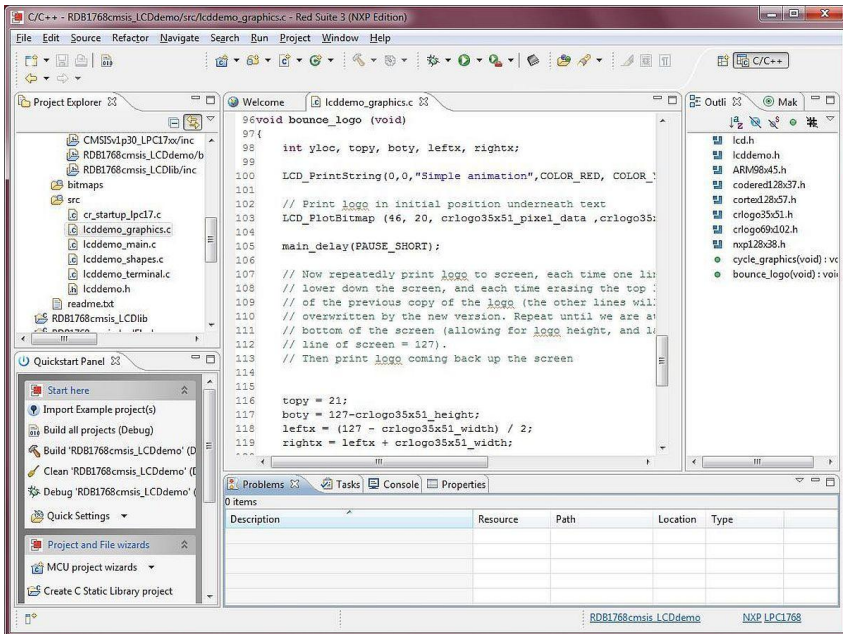 C/C++ - RDB1768cmsis_LCDdemo/src/lcddemo_graphics.c - Red Suite 3 (NXP Edition)
File Edit Source Refactor Navigate Search Run Project Window Help
C/C++
Project Explorer
CMSISv1p30_LPC17xx/inc
RDB1768cmsis_LCDdemo/b
RDB1768cmsis_LCDlib/inc
bitmaps
src
cr_startup_lpc17.c
lcddemo_graphics.c
lcddemo_main.c
lcddemo_shapes.c
lcddemo_terminal.c
lcddemo.h
readme.txt
RDB1768cmsis_LCDlib
Quickstart Panel
Start here
Import Example project(s)
Build all projects (Debug)
Build 'RDB1768cmsis_LCDdemo' (D
Clean 'RDB1768cmsis_LCDdemo' (D
Debug 'RDB1768cmsis_LCDdemo' (
Quick Settings
Project and File wizards
MCU project wizards
Create C Static Library project
Welcome lcddemo_graphics.c
96 void bounce_logo (void)
97 {
98 int yloc, topy, boty, leftx, rightx;
99
100 LCD_PrintString(0,0,"Simple animation",COLOR_RED, COLOR_Y
101
102 // Print logo in initial position underneath text
103 LCD_PlotBitmap (46, 20, crlogo35x51_pixel_data ,crlogo35x
104
105 main_delay(PAUSE_SHORT);
106
107 // Now repeatedly print logo to screen, each time one lin
108 // lower down the screen, and each time erasing the top
109 // of the previous copy of the logo (the other lines wil
110 // overwritten by the new version. Repeat until we are a
111 // bottom of the screen (allowing for logo height, and la
112 // line of screen = 127).
113 // Then print logo coming back up the screen
114
115
116 topy = 21;
117 boty = 127-crlogo35x51_height;
118 leftx = (127 - crlogo35x51_width) / 2;
119 rightx = leftx + crlogo35x51_width;
Outli Mak
lcd.h
lcddemo.h
ARM98x45.h
codered128x37.h
cortex128x57.h
crlogo35x51.h
crlogo69x102.h
nxp128x38.h
cycle_graphics(void) : vo
bounce_logo(void) : voi
Problems Tasks Console Properties
0 items
Description Resource Path Location Type
RDB1768cmsis_LCDdemo NXP LPC1768